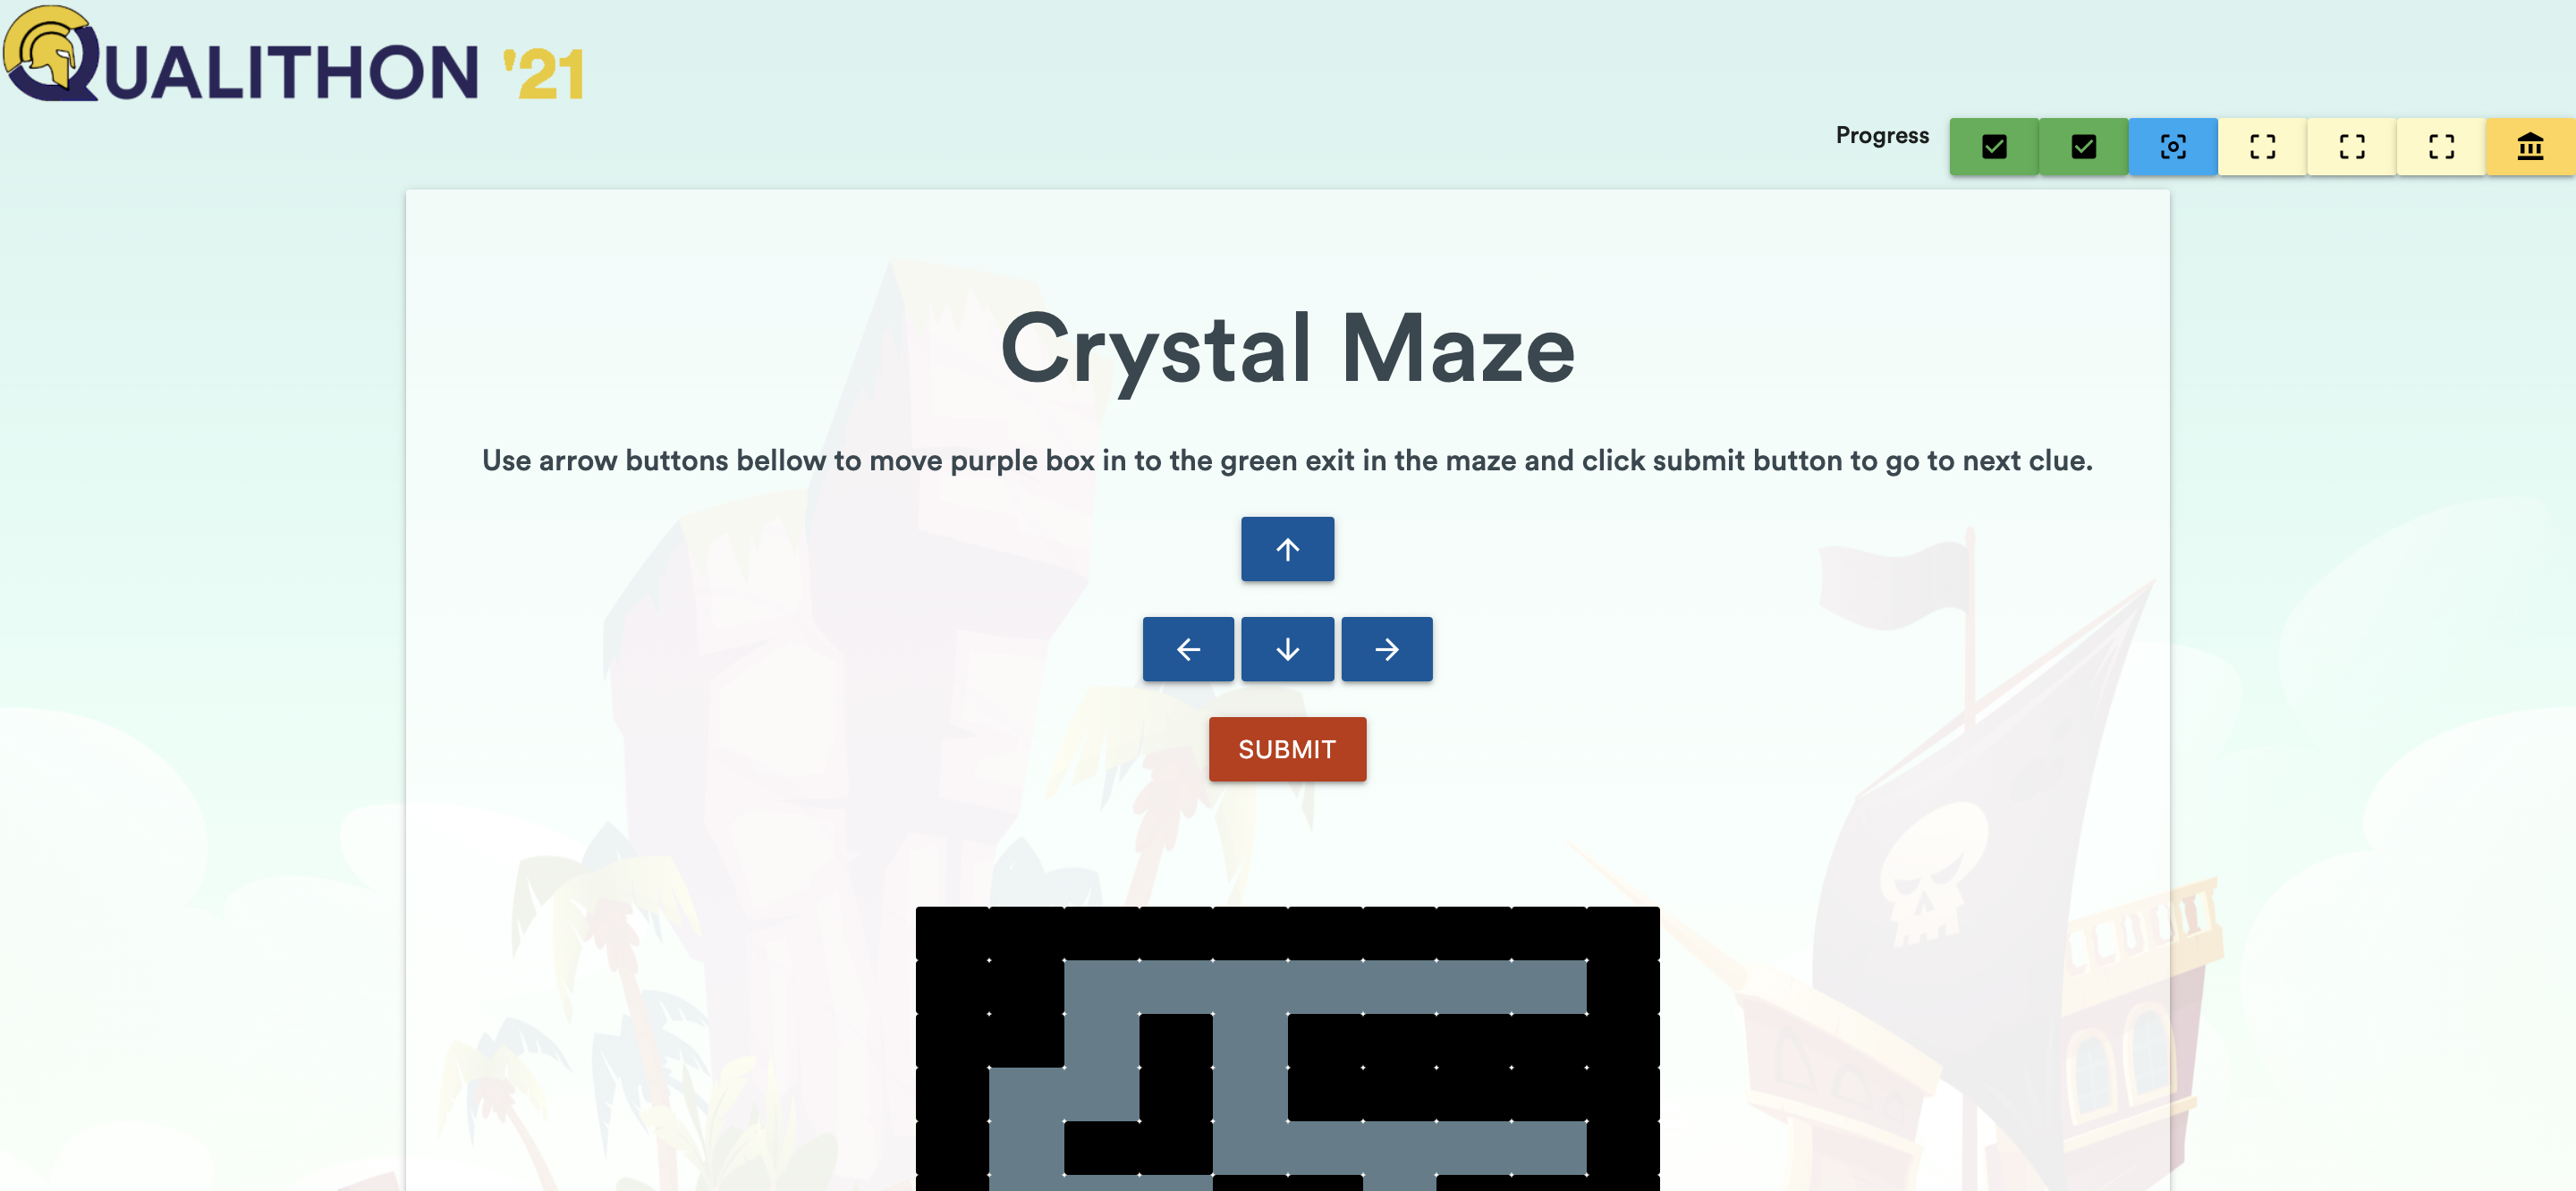 QUALITHON '21
Progress
Crystal Maze
Use arrow buttons bellow to move purple box in to the green exit in the maze and click submit button to go to next clue.
SUBMIT